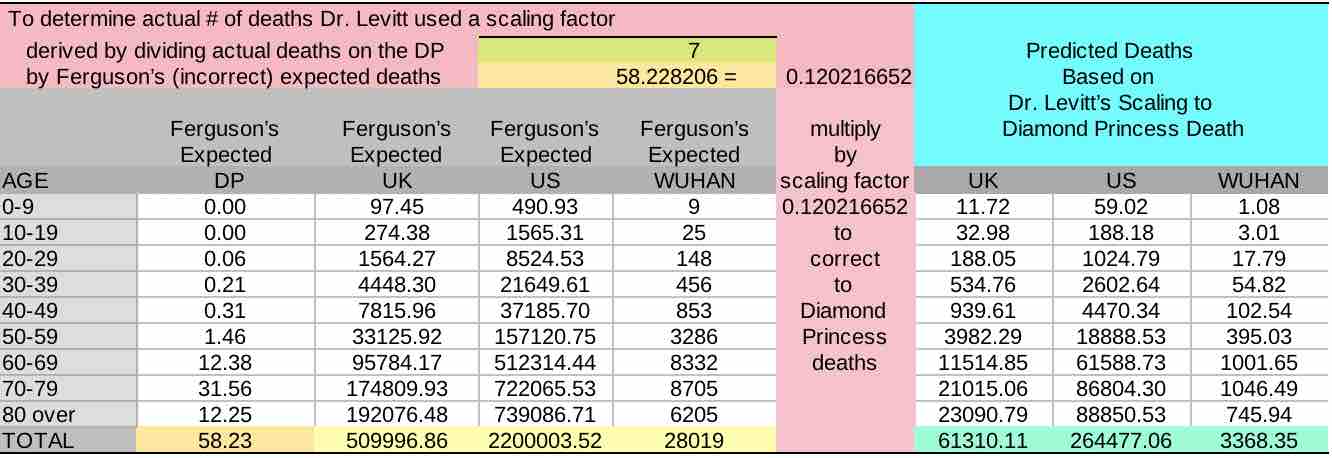 To determine actual # of deaths Dr. Levitt used a scaling factor
derived by dividing actual deaths on the DP 7 Predicted Deaths
by Ferguson's (incorrect) expected deaths 58.228206 = 0.120216652 Based on
Dr. Levitt's Scaling to
Ferguson's Ferguson's Ferguson's Ferguson's multiply Diamond Princess Death
Expected Expected Expected Expected by
AGE DP UK US WUHAN scaling factor UK US WUHAN
0-9 0.00 97.45 490.93 9 0.120216652 11.72 59.02 1.08
10-19 0.00 274.38 1565.31 25 to 32.98 188.18 3.01
20-29 0.06 1564.27 8524.53 148 correct 188.05 1024.79 17.79
30-39 0.21 4448.30 21649.61 456 to 534.76 2602.64 54.82
40-49 0.31 7815.96 37185.70 853 Diamond 939.61 4470.34 102.54
50-59 1.46 33125.92 157120.75 3286 Princess 3982.29 18888.53 395.03
60-69 12.38 95784.17 512314.44 8332 deaths 11514.85 61588.73 1001.65
70-79 31.56 174809.93 722065.53 8705 21015.06 86804.30 1046.49
80 over 12.25 192076.48 739086.71 6205 23090.79 88850.53 745.94
TOTAL 58.23 509996.86 2200003.52 28019 61310.11 264477.06 3368.35